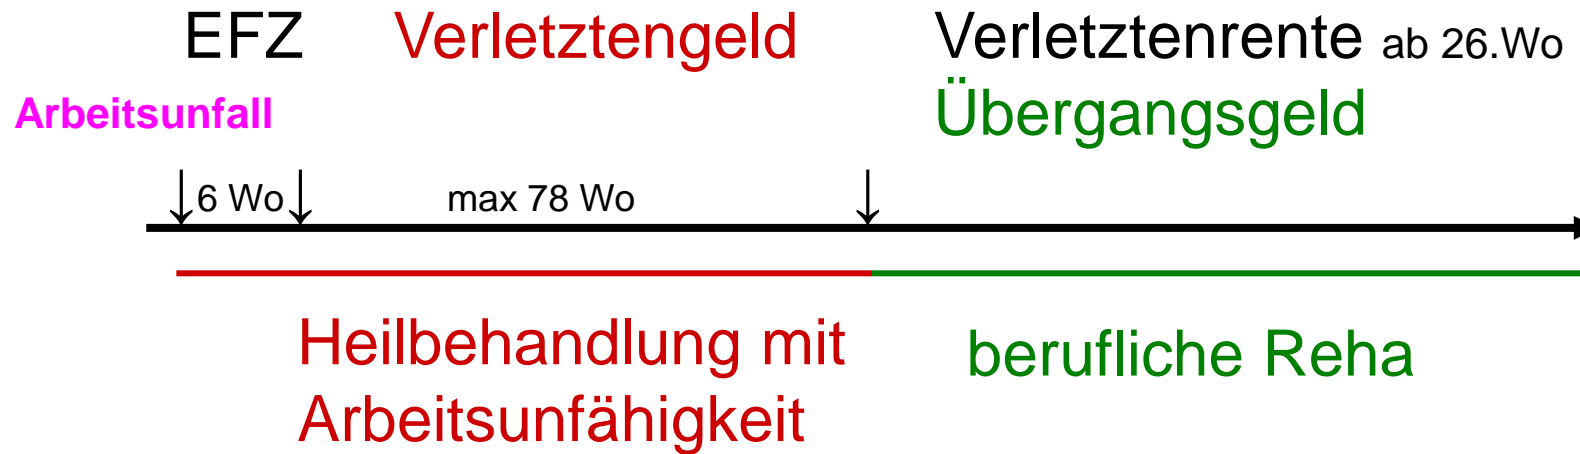 EFZ Verletztengeld Verletztenrente ab 26.Wo
Arbeitsunfall Übergangsgeld
6 Wo max 78 Wo
Heilbehandlung mit berufliche Reha
Arbeitsunfähigkeit